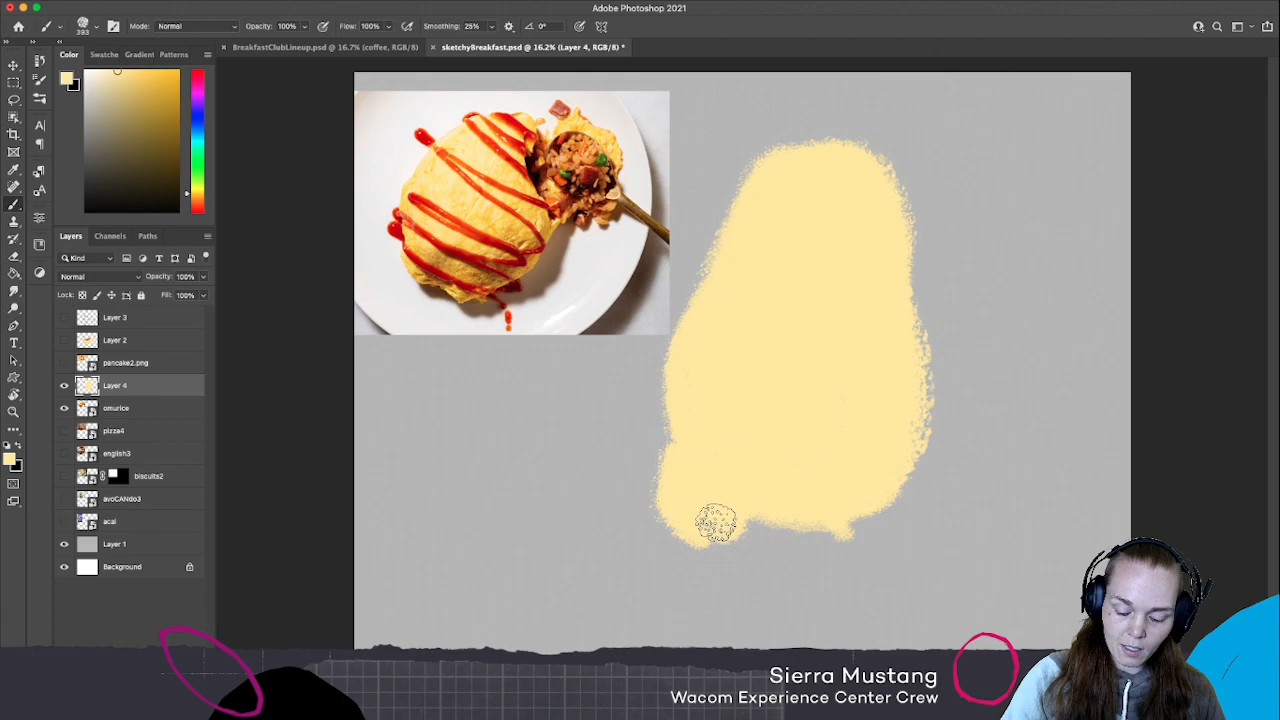 Adobe Photoshop 2021
393
Mode: Normal Opacity: 100% Flow: 100% Smoothing: 25% 0°
BreakfastClubLineup.psd @ 16.7% (coffee, RGB/8)
sketchyBreakfast.psd @ 16.2% (Layer 4, RGB/8) *
Color Swatche Gradient Patterns
Layers Channels Paths
Kind
Normal Opacity: 100%
Lock: Fill: 100%
Layer 3
Layer 2
pancake2.png
Layer 4
omurice
pizza4
english3
biscuits2
avoCANdo3
acai
Layer 1
Background
Sierra Mustang
Wacom Experience Center Crew